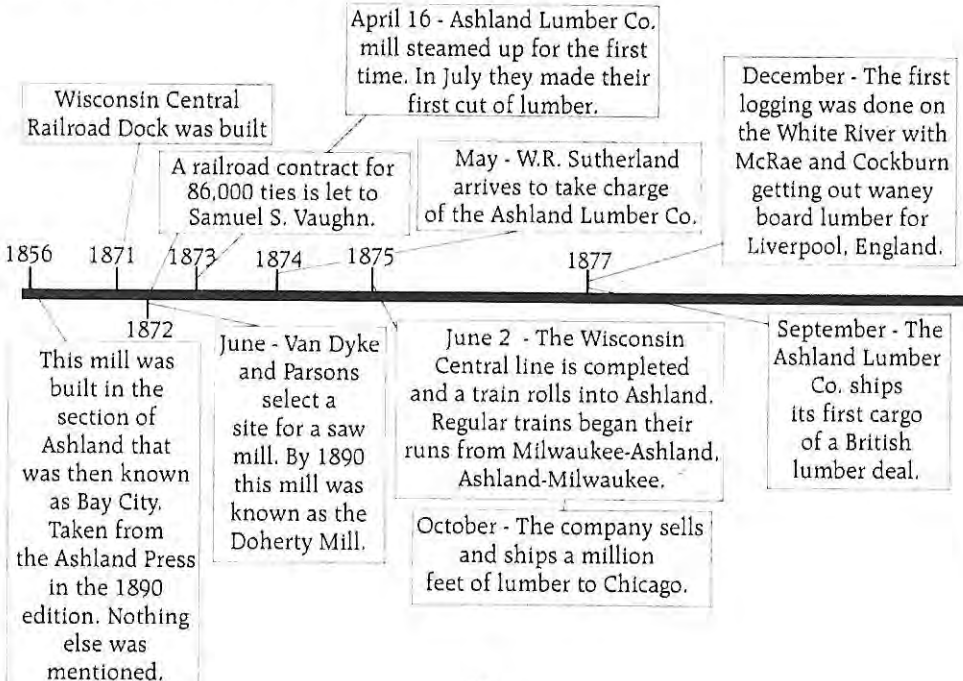 April 16 - Ashland Lumber Co.
mill steamed up for the first
time. In July they made their
first cut of lumber.
Wisconsin Central
Railroad Dock was built
A railroad contract for
86,000 ties is let to
Samuel S. Vaughn.
May - W.R. Sutherland
arrives to take charge
of the Ashland Lumber Co.
December - The first
logging was done on
the White River with
McRae and Cockburn
getting out waney
board lumber for
Liverpool, England.
1856
1871
1873
1874
1875
1877
1872
This mill was
built in the
section of
Ashland that
was then known
as Bay City.
Taken from
the Ashland Press
in the 1890
edition. Nothing
else was
mentioned.
June - Van Dyke
and Parsons
select a
site for a saw
mill. By 1890
this mill was
known as the
Doherty Mill.
June 2 - The Wisconsin
Central line is completed
and a train rolls into Ashland.
Regular trains began their
runs from Milwaukee-Ashland,
Ashland-Milwaukee.
October - The company sells
and ships a million
feet of lumber to Chicago.
September - The
Ashland Lumber
Co. ships
its first cargo
of a British
lumber deal.